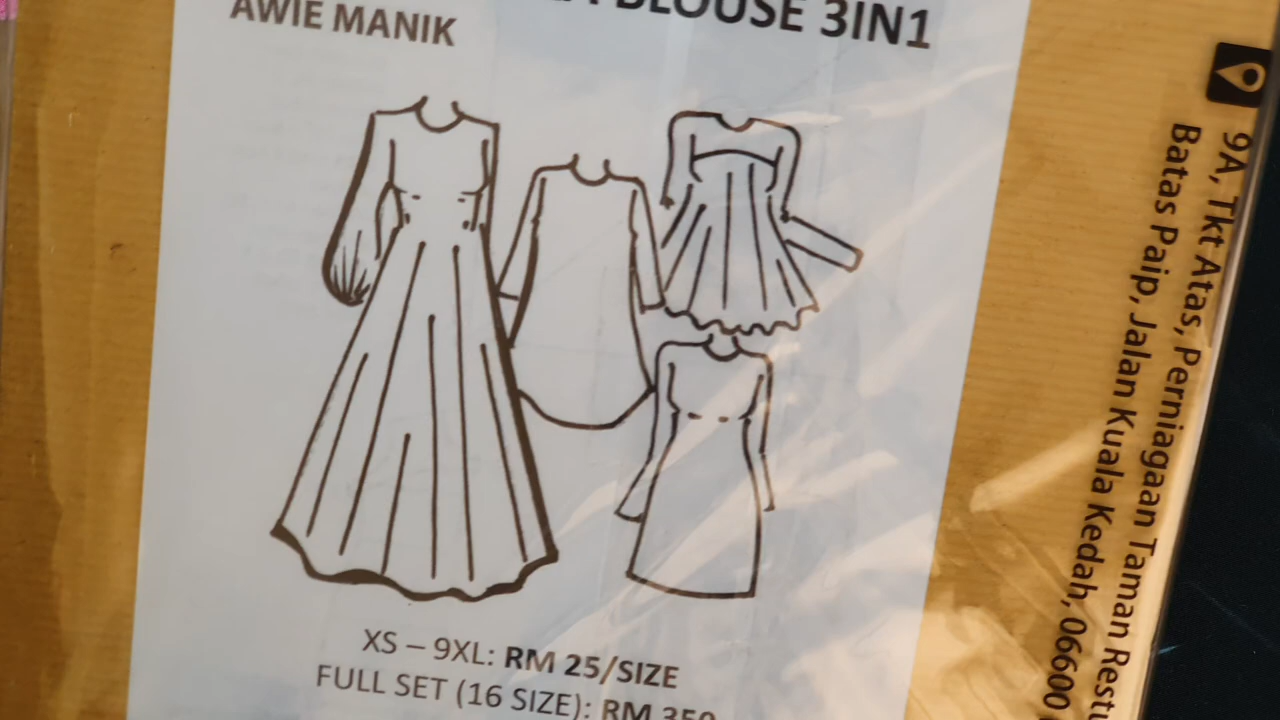 BLOUSE 3IN1
AWIE MANIK
XS – 9XL: RM 25/SIZE
FULL SET (16 SIZE): RM 350
9A, Tkt Atas, Perniagaan Taman
Batas Paip, Jalan Kuala Kedah, 06600